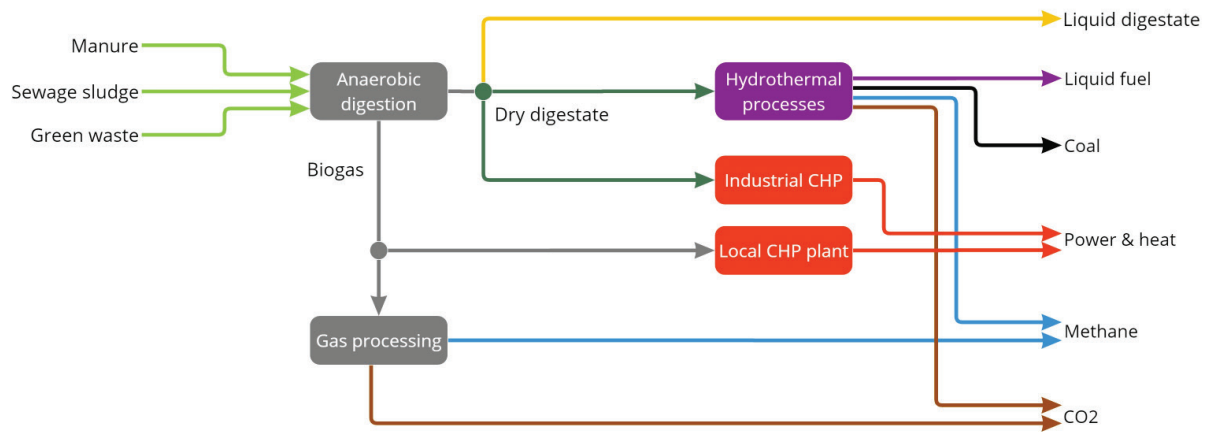 Liquid digestate
Manure
Anaerobic
digestion
Hydrothermal
processes
Liquid fuel
Sewage sludge
Dry digestate
Green waste
Coal
Biogas
Industrial CHP
Local CHP plant
Power & heat
Gas processing
Methane
CO2